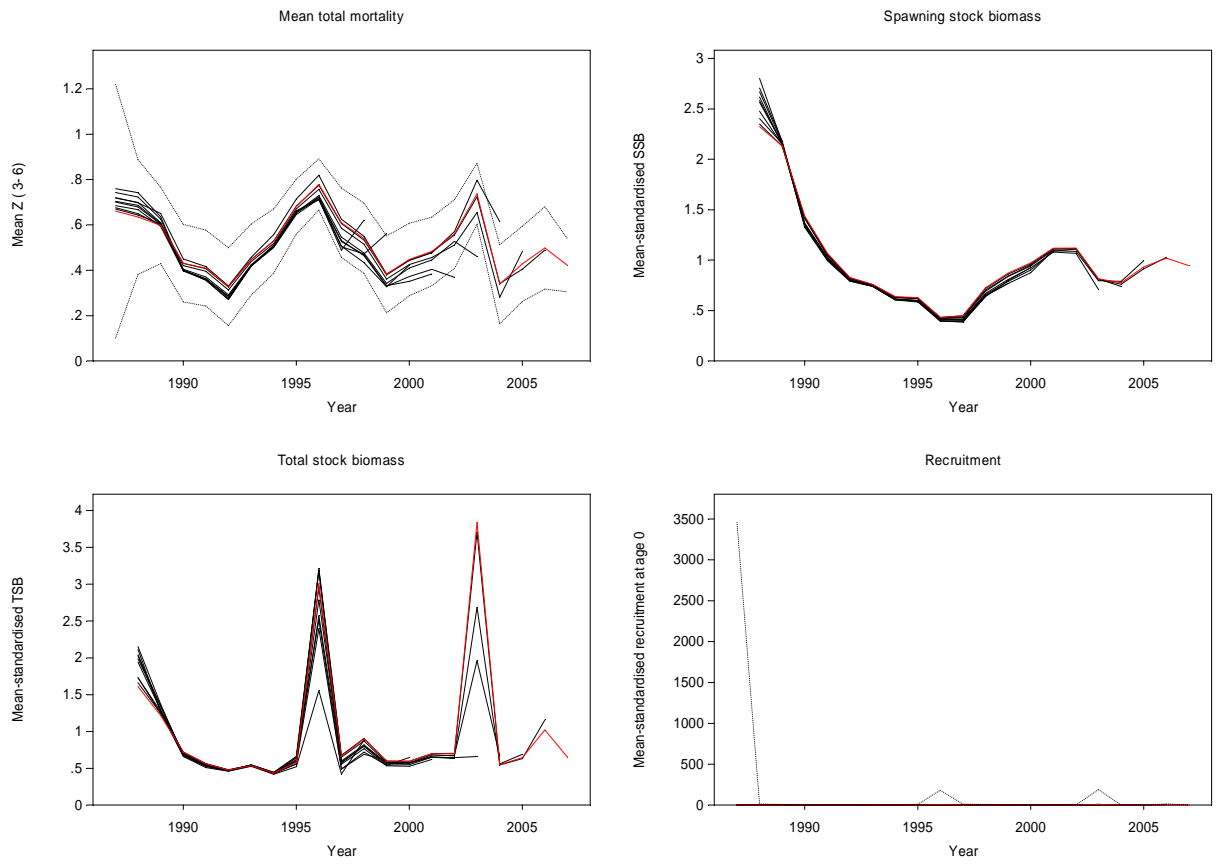 Mean total mortality
Mean Z ( 3- 6)
1.2
1
.8
.6
.4
.2
0
1990 1995 2000 2005
Year
Spawning stock biomass
Mean-standardised SSB
3
2.5
2
1.5
1
.5
0
1990 1995 2000 2005
Year
Total stock biomass
Mean-standardised TSB
4
3.5
3
2.5
2
1.5
1
.5
0
1990 1995 2000 2005
Year
Recruitment
Mean-standardised recruitment at age 0
3500
3000
2500
2000
1500
1000
500
0
1990 1995 2000 2005
Year